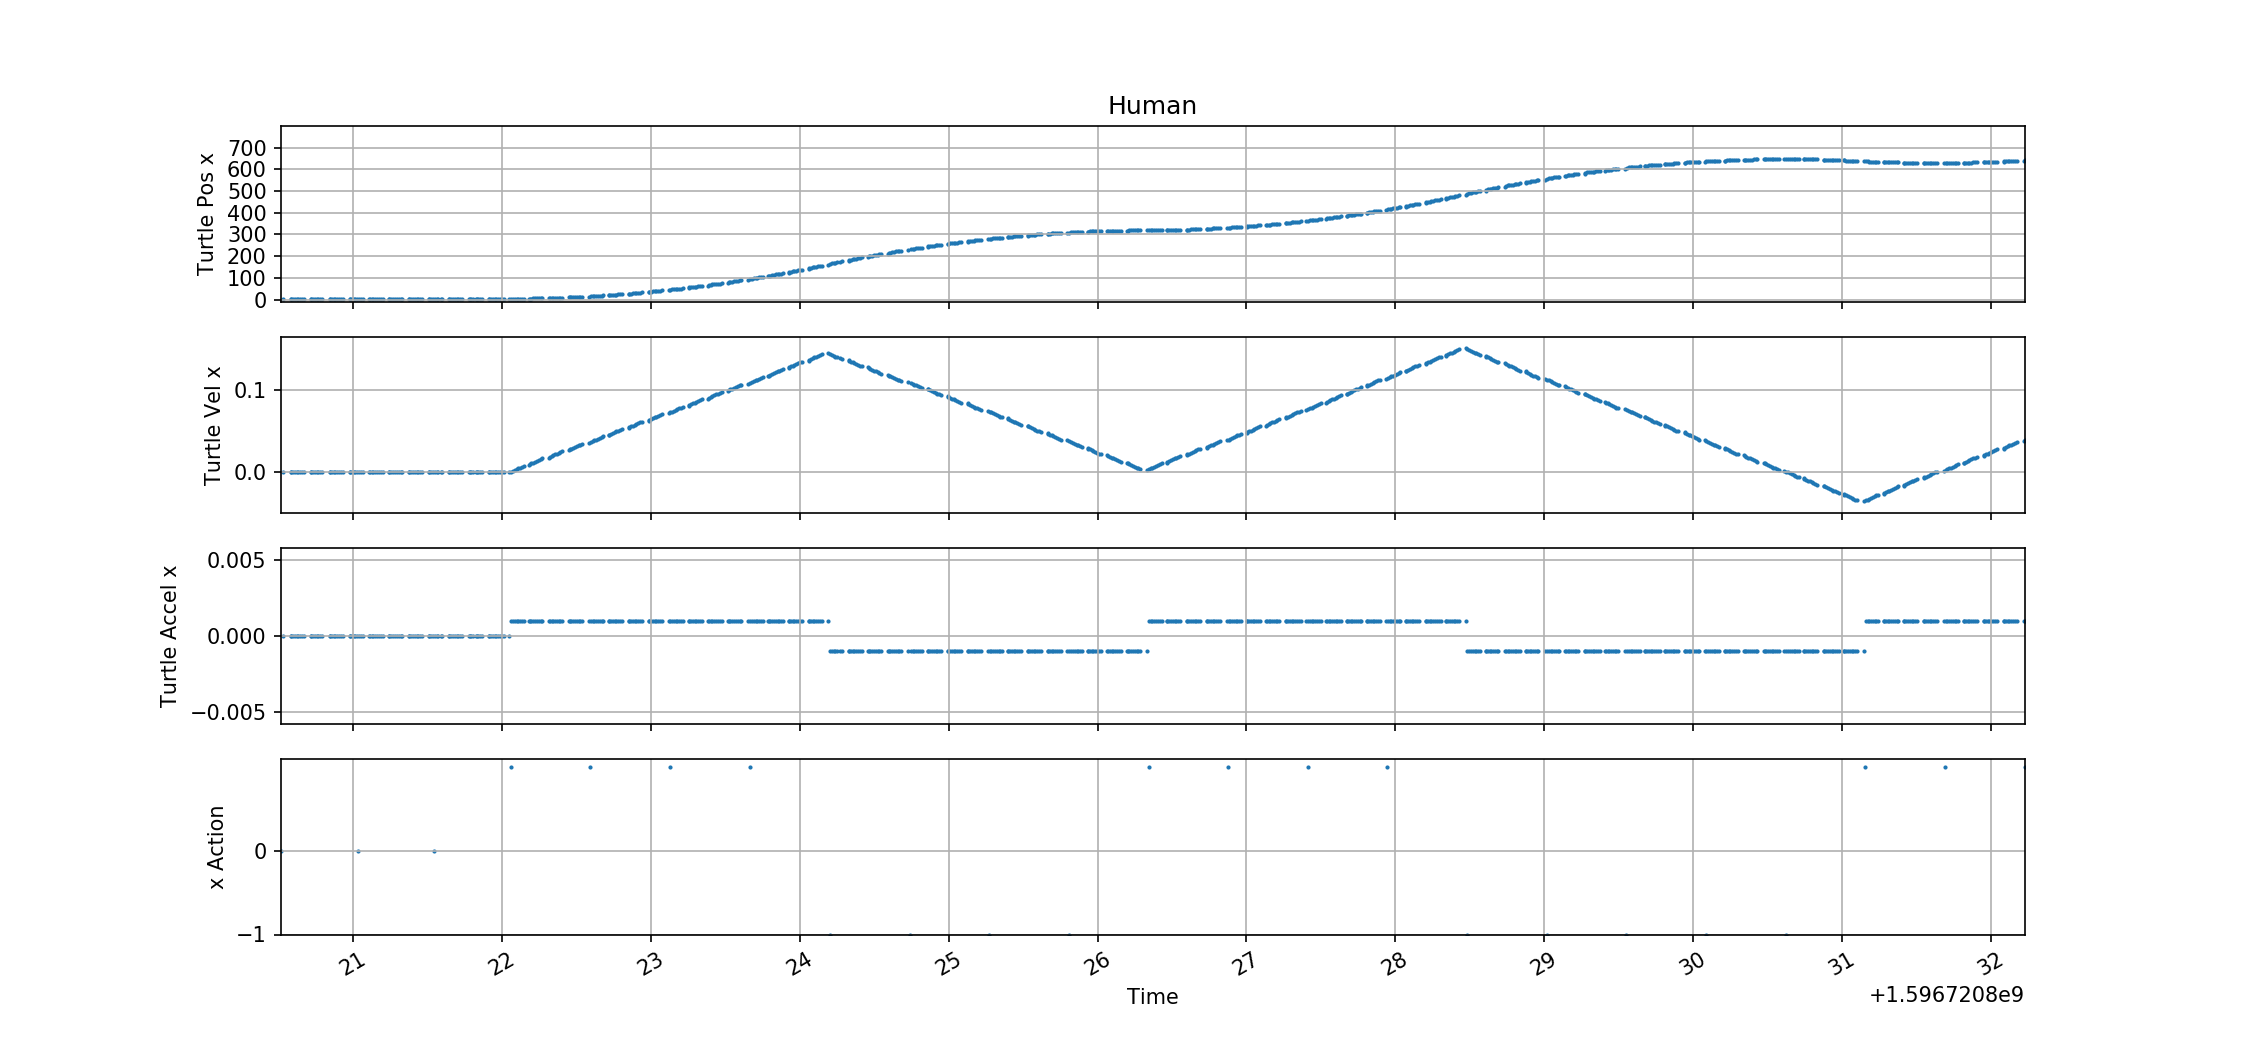 Human
Turtle Pos x
700
600
500
400
300
200
100
0
Turtle Vel x
0.1
0.0
Turtle Accel x
0.005
0.000
−0.005
x Action
0
−1
21 22 23 24 25 26 27 28 29 30 31 32
Time
+1.5967208e9